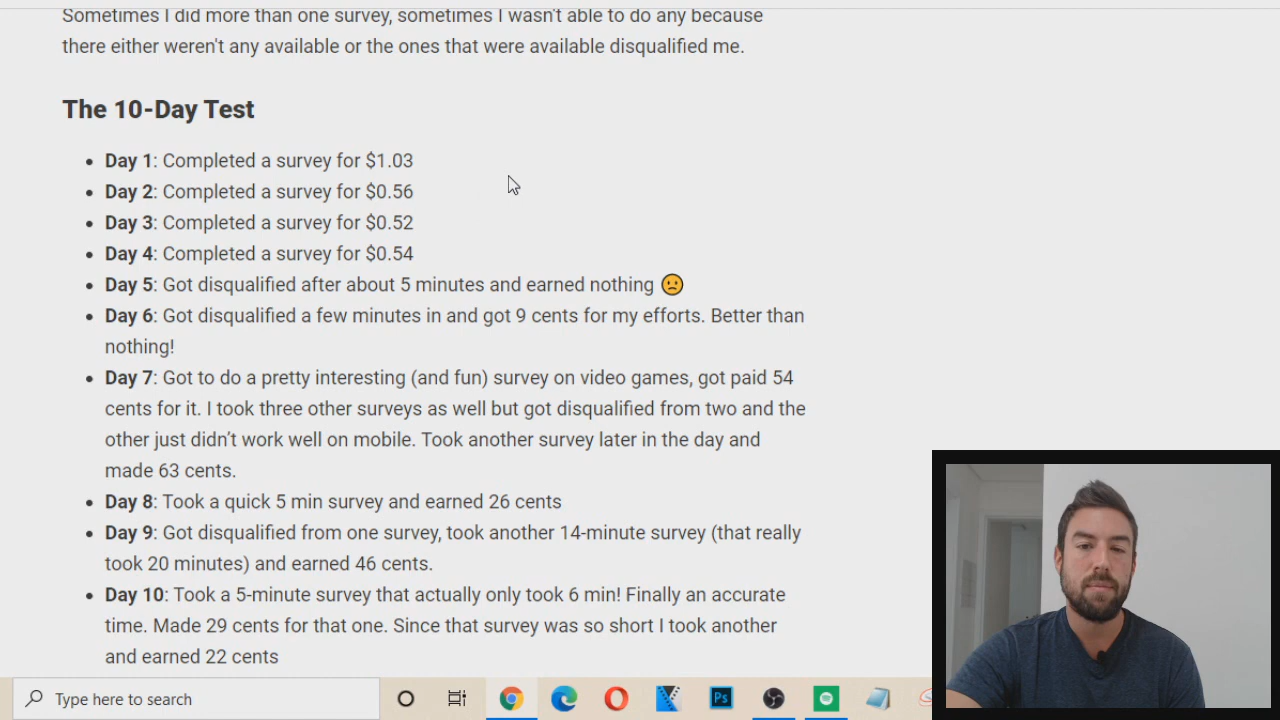 Sometimes I did more than one survey, sometimes I wasn't able to do any because
there either weren't any available or the ones that were available disqualified me.
The 10-Day Test
• Day 1: Completed a survey for $1.03
• Day 2: Completed a survey for $0.56
• Day 3: Completed a survey for $0.52
• Day 4: Completed a survey for $0.54
• Day 5: Got disqualified after about 5 minutes and earned nothing 🙁
• Day 6: Got disqualified a few minutes in and got 9 cents for my efforts. Better than
nothing!
• Day 7: Got to do a pretty interesting (and fun) survey on video games, got paid 54
cents for it. I took three other surveys as well but got disqualified from two and the
other just didn't work well on mobile. Took another survey later in the day and
made 63 cents.
• Day 8: Took a quick 5 min survey and earned 26 cents
• Day 9: Got disqualified from one survey, took another 14-minute survey (that really
took 20 minutes) and earned 46 cents.
• Day 10: Took a 5-minute survey that actually only took 6 min! Finally an accurate
time. Made 29 cents for that one. Since that survey was so short I took another
and earned 22 cents
Type here to search
Ps